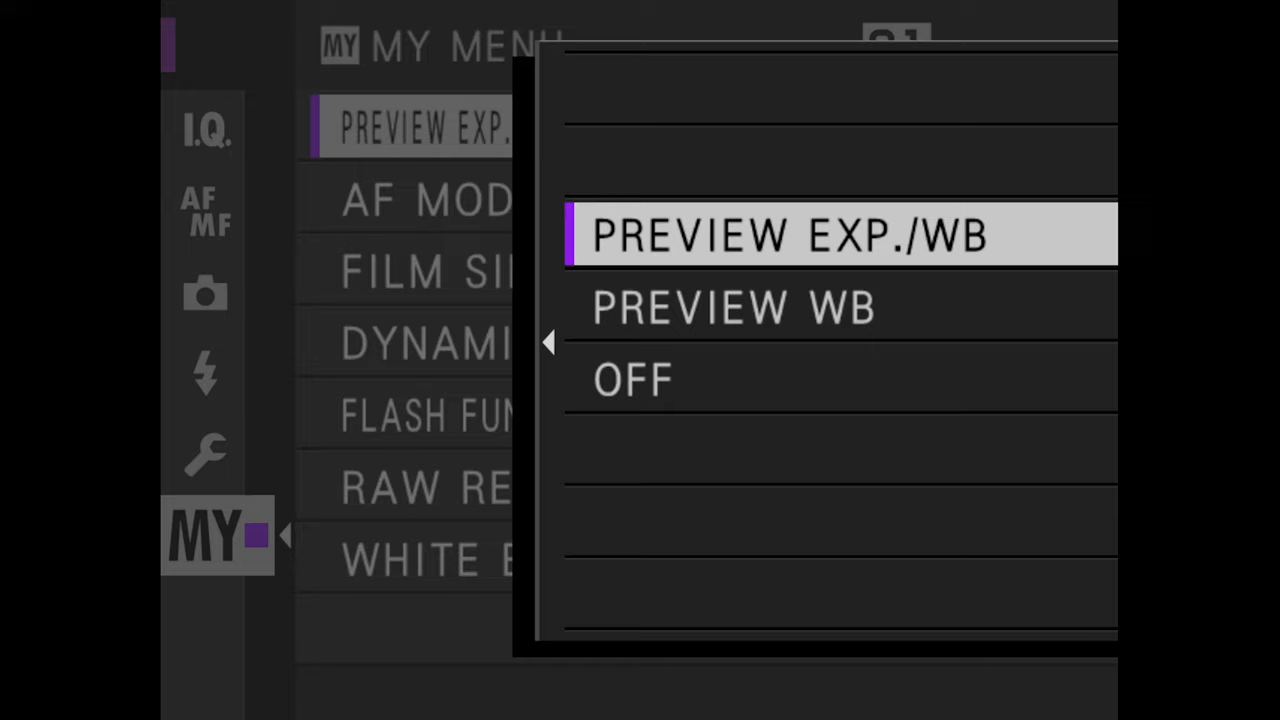 MY MY MENU
I.Q.
PREVIEW EXP.
AF MF
AF MOD
FILM SI
DYNAMI
FLASH FUN
RAW RE
MY
WHITE
PREVIEW EXP./WB
PREVIEW WB
OFF